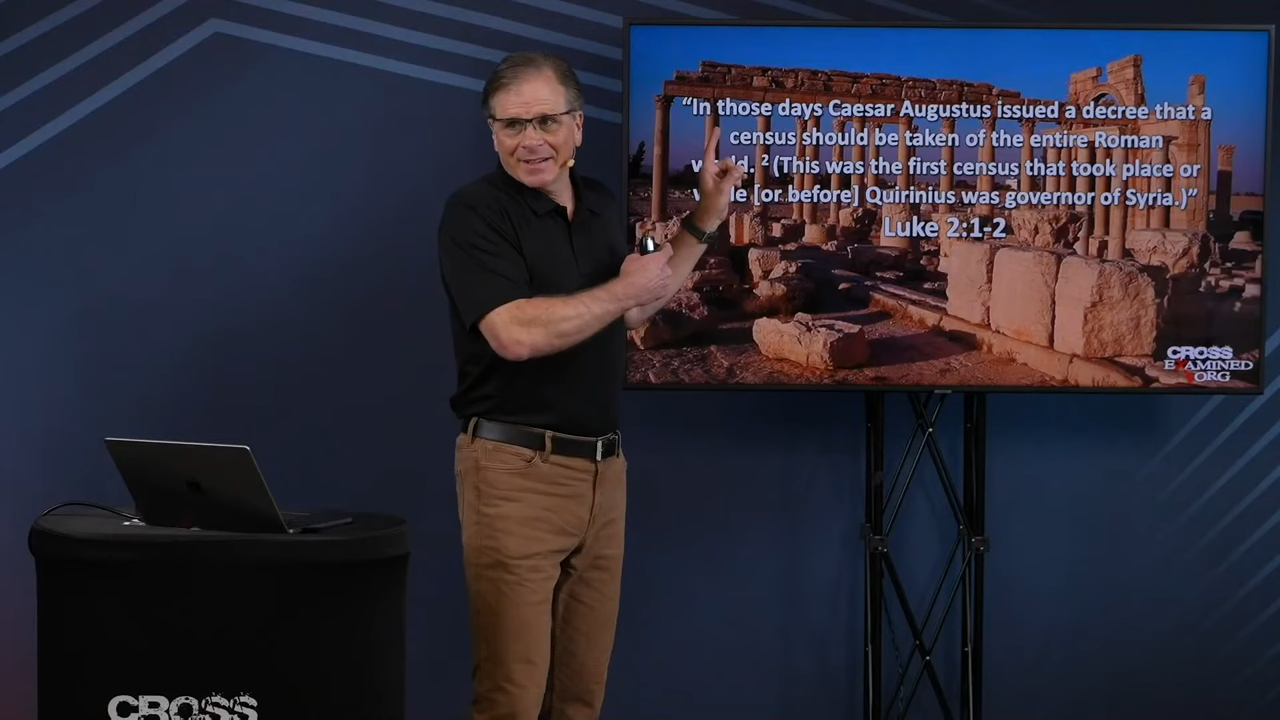 “In those days Caesar Augustus issued a decree that a
census should be taken of the entire Roman
² (This was the first census that took place or
[or before] Quirinius was governor of Syria.)”
Luke 2:1-2
CROSS
EXAMINED
ORG
CROSS